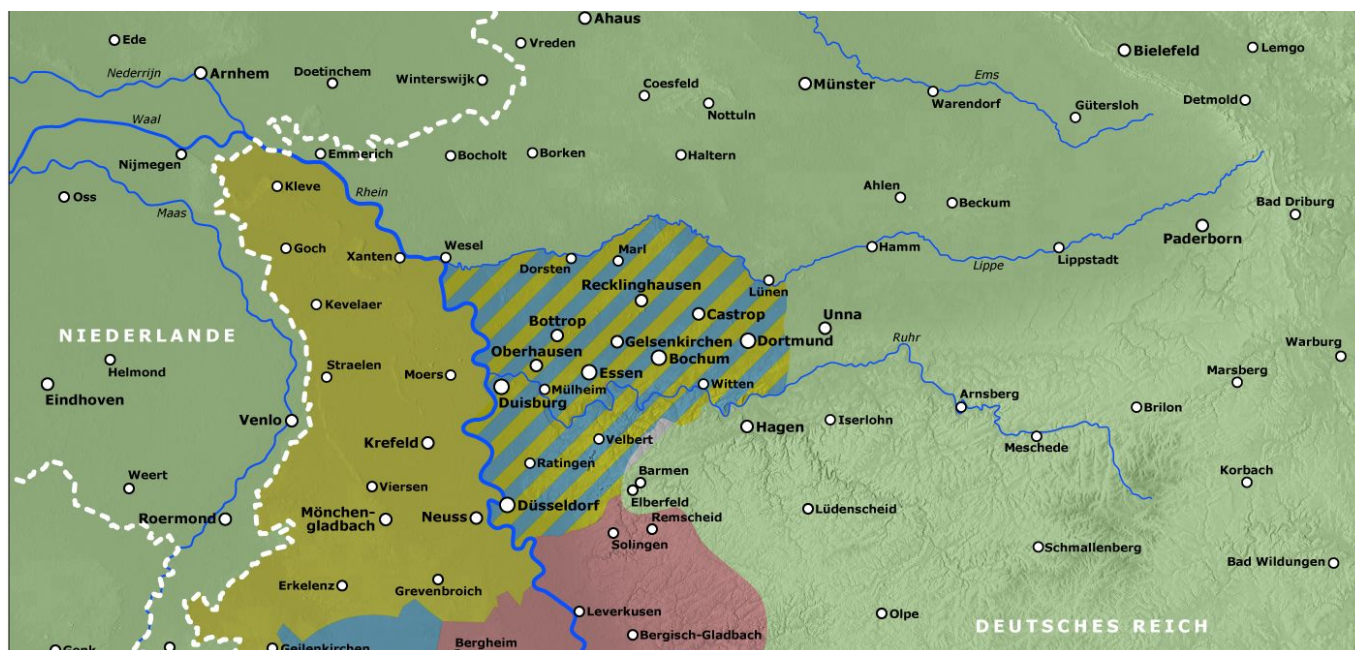 Ahaus
Ede
Vreden
Bielefeld
Lemgo
Nederrijn
Arnhem
Doetinchem
Winterswijk
Coesfeld
Münster
Ems
Nottuln
Warendorf
Gütersloh
Detmold
Waal
Nijmegen
Emmerich
Bocholt
Borken
Haltern
Kleve
Rhein
Oss
Maas
Ahlen
Beckum
Bad Driburg
Paderborn
Goch
Xanten
Wesel
Marl
Dorsten
Hamm
Lippe
Lippstadt
Recklinghausen
Lünen
Kevelaer
Castrop
Unna
NIEDERLANDE
Bottrop
Gelsenkirchen
Dortmund
Ruhr
Warburg
Oberhausen
Bochum
Helmond
Straelen
Moers
Essen
Mülheim
Witten
Marsberg
Eindhoven
Duisburg
Arnsberg
Brilon
Venlo
Iserlohn
Hagen
Krefeld
Velbert
Meschede
Weert
Ratingen
Barmen
Korbach
Viersen
Elberfeld
Düsseldorf
Lüdenscheid
Roermond
Mönchen-
gladbach
Neuss
Remscheid
Solingen
Schmallenberg
Bad Wildungen
Erkelenz
Grevenbroich
Leverkusen
Olpe
DEUTSCHES REICH
Bergheim
Bergisch-Gladbach
Genk
Geilenkirchen